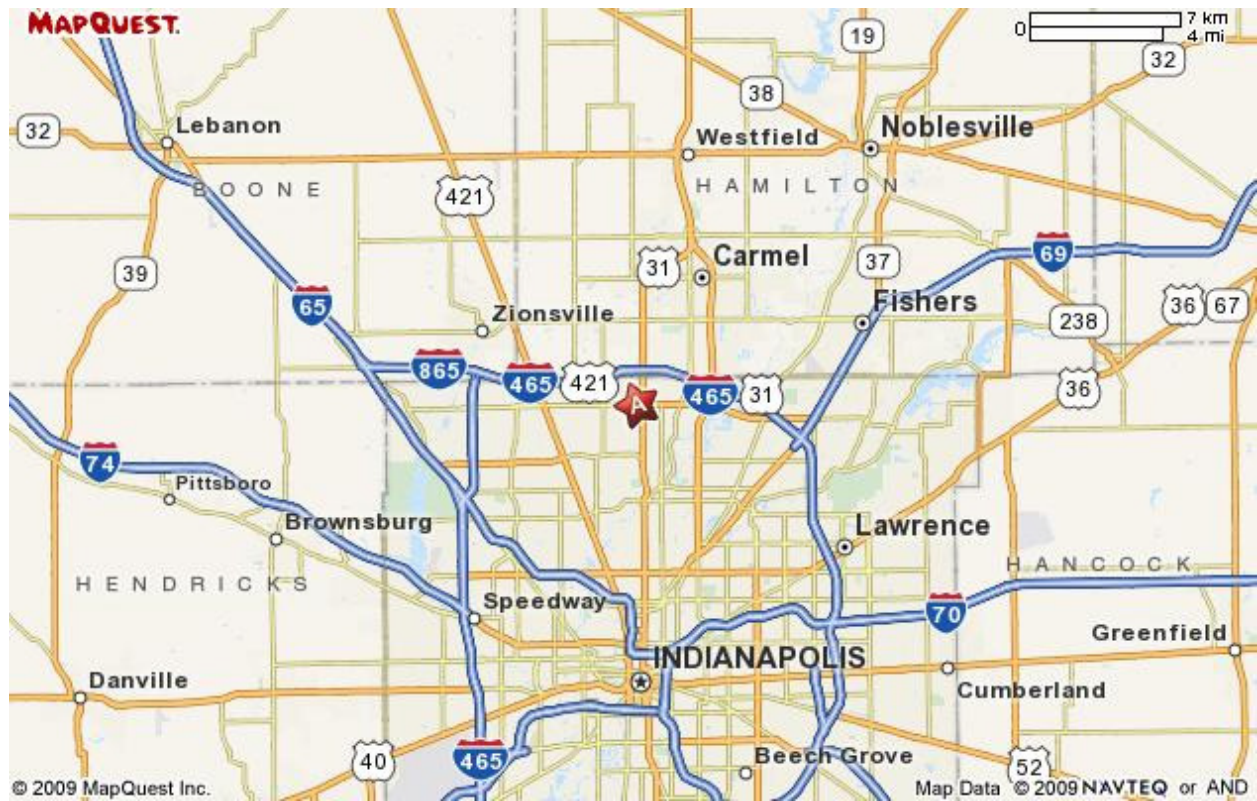 MAPQUEST.
0
7 km
4 mi
19
32
38
32
Lebanon
Westfield
Noblesville
BOONE
HAMILTON
421
39
31
Carmel
37
69
65
Zionsville
Fishers
36
67
238
865
465
421
A
465
31
36
74
Pittsboro
Brownsburg
Lawrence
HENDRICKS
HANCOCK
Speedway
70
Greenfield
INDIANAPOLIS
Danville
Cumberland
40
465
Beech Grove
52
© 2009 MapQuest Inc.
Map Data © 2009 NAVTEQ or AND